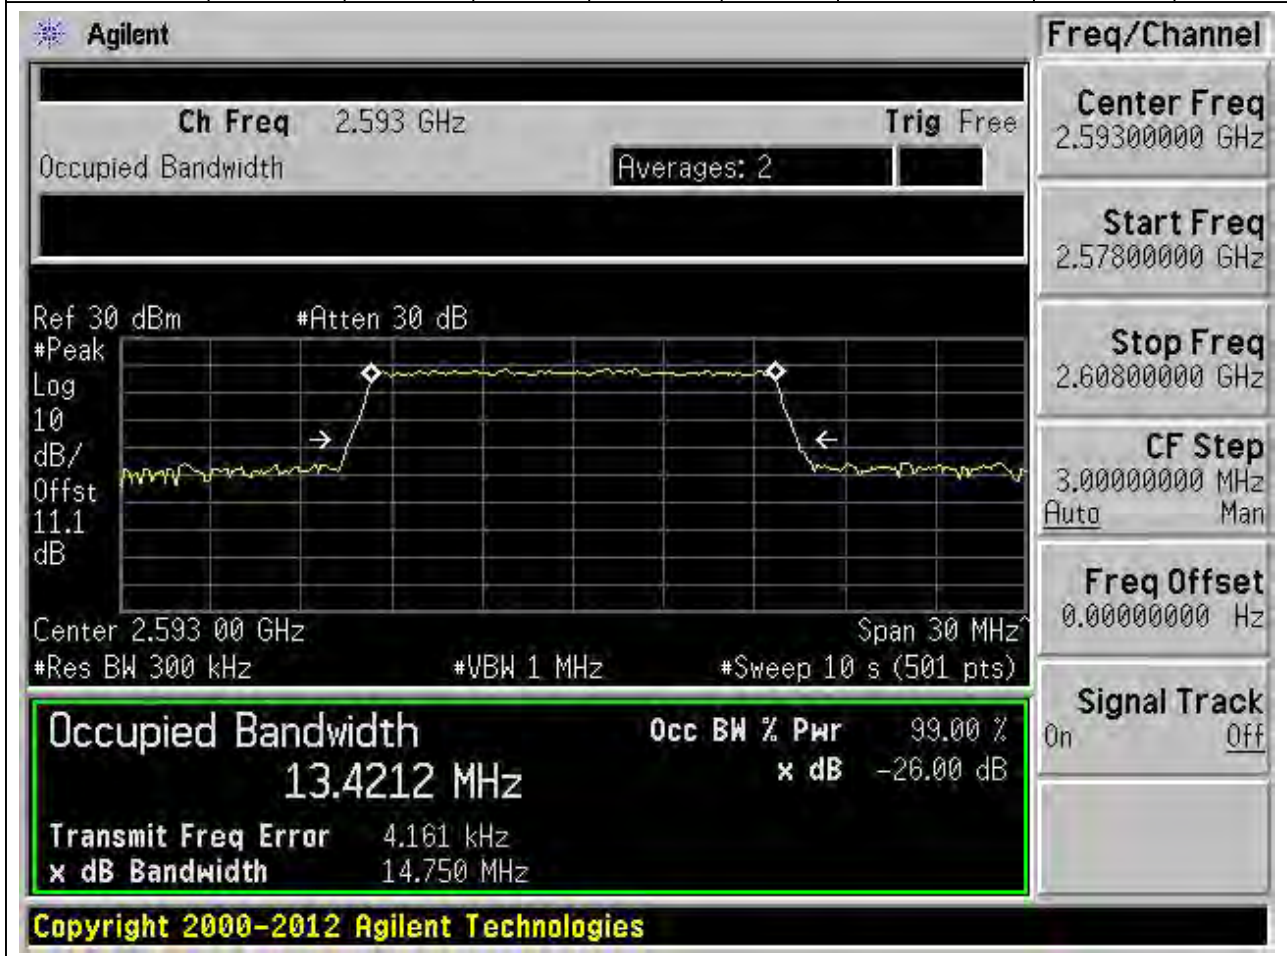 Agilent
Freq/Channel
Ch Freq 2.593 GHz Trig Free
Occupied Bandwidth Averages: 2
Center Freq
2.59300000 GHz
Start Freq
2.57800000 GHz
Stop Freq
2.60800000 GHz
CF Step
3.00000000 MHz
Auto Man
Freq Offset
0.00000000 Hz
Signal Track
On Off
Ref 30 dBm #Atten 30 dB
#Peak
Log
10
dB/
Offst
11.1
dB
Center 2.593 00 GHz Span 30 MHz^
#Res BW 300 kHz #VBW 1 MHz #Sweep 10 s (501 pts)
Occupied Bandwidth
13.4212 MHz
Occ BW % Pwr 99.00 %
x dB -26.00 dB
Transmit Freq Error 4.161 kHz
x dB Bandwidth 14.750 MHz
Copyright 2000-2012 Agilent Technologies